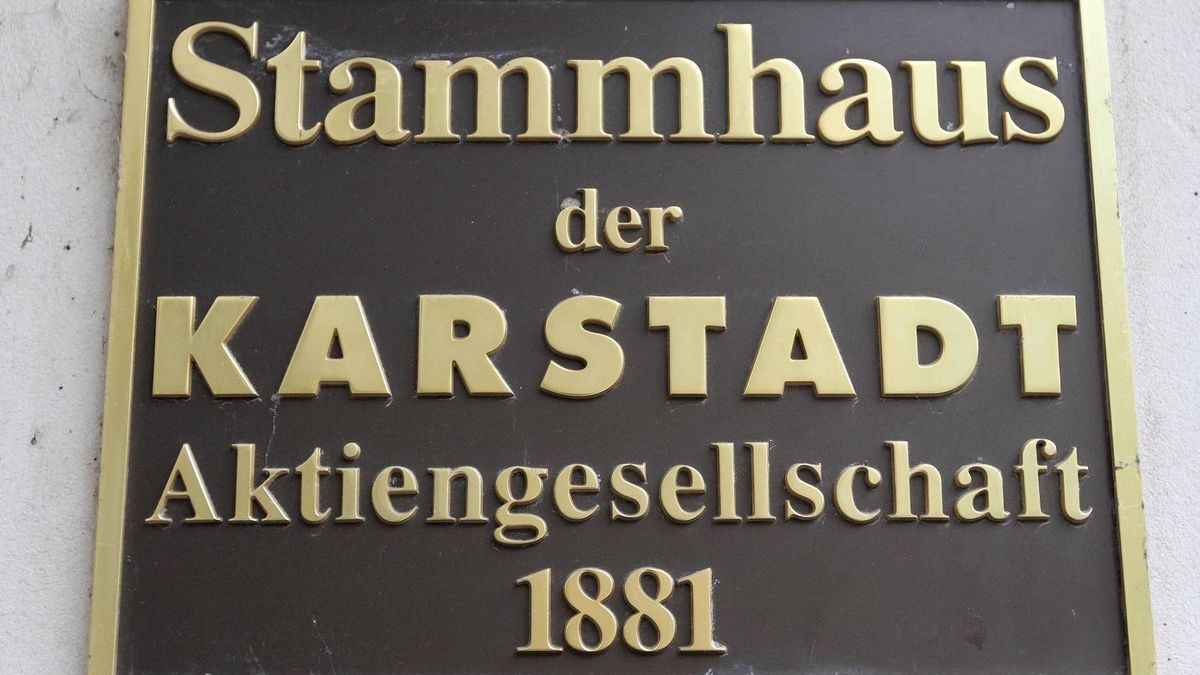 Stammhaus
der
KARSTADT
Aktiengesellschaft
1881